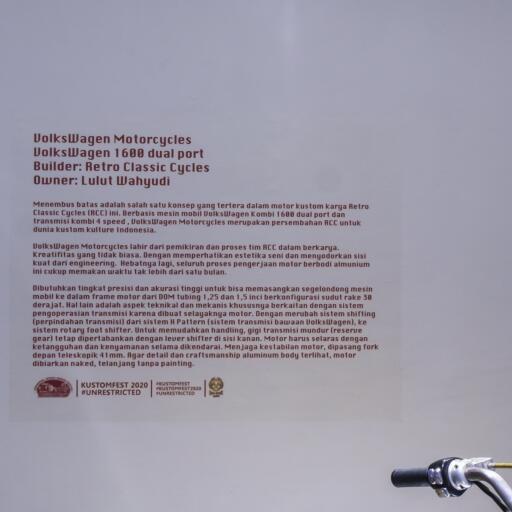 VolksWagen Motorcycles
VolksWagen 1600 dual port
Builder: Retro Classic Cycles
Owner: Lulut Wahyudi
Menembus batas adalah salah satu konsep yang tertera dalam motor kustom karya Retro
Classic Cycles (RCC) ini. Berbasis mesin mobil VolksWagen Kombi 1600 dual port dan
transmisi kombi 4 speed , VolksWagen Motorcycles merupakan persembahan RCC untuk
dunia kustom kulture Indonesia.
VolksWagen Motorcycles lahir dari pemikiran dan proses tim RCC dalam berkarya.
Kreatifitas yang tidak biasa. Dengan memperhatikan estetika seni dan menyodorkan sisi
kuat dari engineering. Hebatnya lagi, seluruh proses pengerjaan motor berbodi almunium
ini cukup memakan waktu tak lebih dari satu bulan.
Dibutuhkan tingkat presisi dan akurasi tinggi untuk bisa memasangkan segelondong mesin
mobil ke dalam frame motor dari DOM tubing 1,25 dan 1,5 inci berkonfigurasi sudut rake 30
derajat. Hal lain adalah aspek teknikal dan mekanis khususnya berkaitan dengan sistem
pengoperasian transmisi karena dibuat selayaknya motor. Dengan merubah sistem shifting
(perpindahan transmisi) dari sistem H Pattern (sistem transmisi bawaan VolksWagen), ke
sistem rotary foot shifter. Untuk memudahkan handling, gigi transmisi mundur (reserve
gear) tetap dipertahankan dengan lever shifter di sisi kanan. Motor harus selaras dengan
ketangguhan dan kenyamanan selama dikendarai. Menjaga kestabilan motor, dipasang fork
depan teleskopik 41mm. Agar detail dan craftsmanship aluminum body terlihat, motor
dibiarkan naked, telanjang tanpa painting.
KUSTOMFEST 2020
#UNRESTRICTED
#KUSTOMFEST
#KUSTOMFEST2020
#UNRESTRICTED